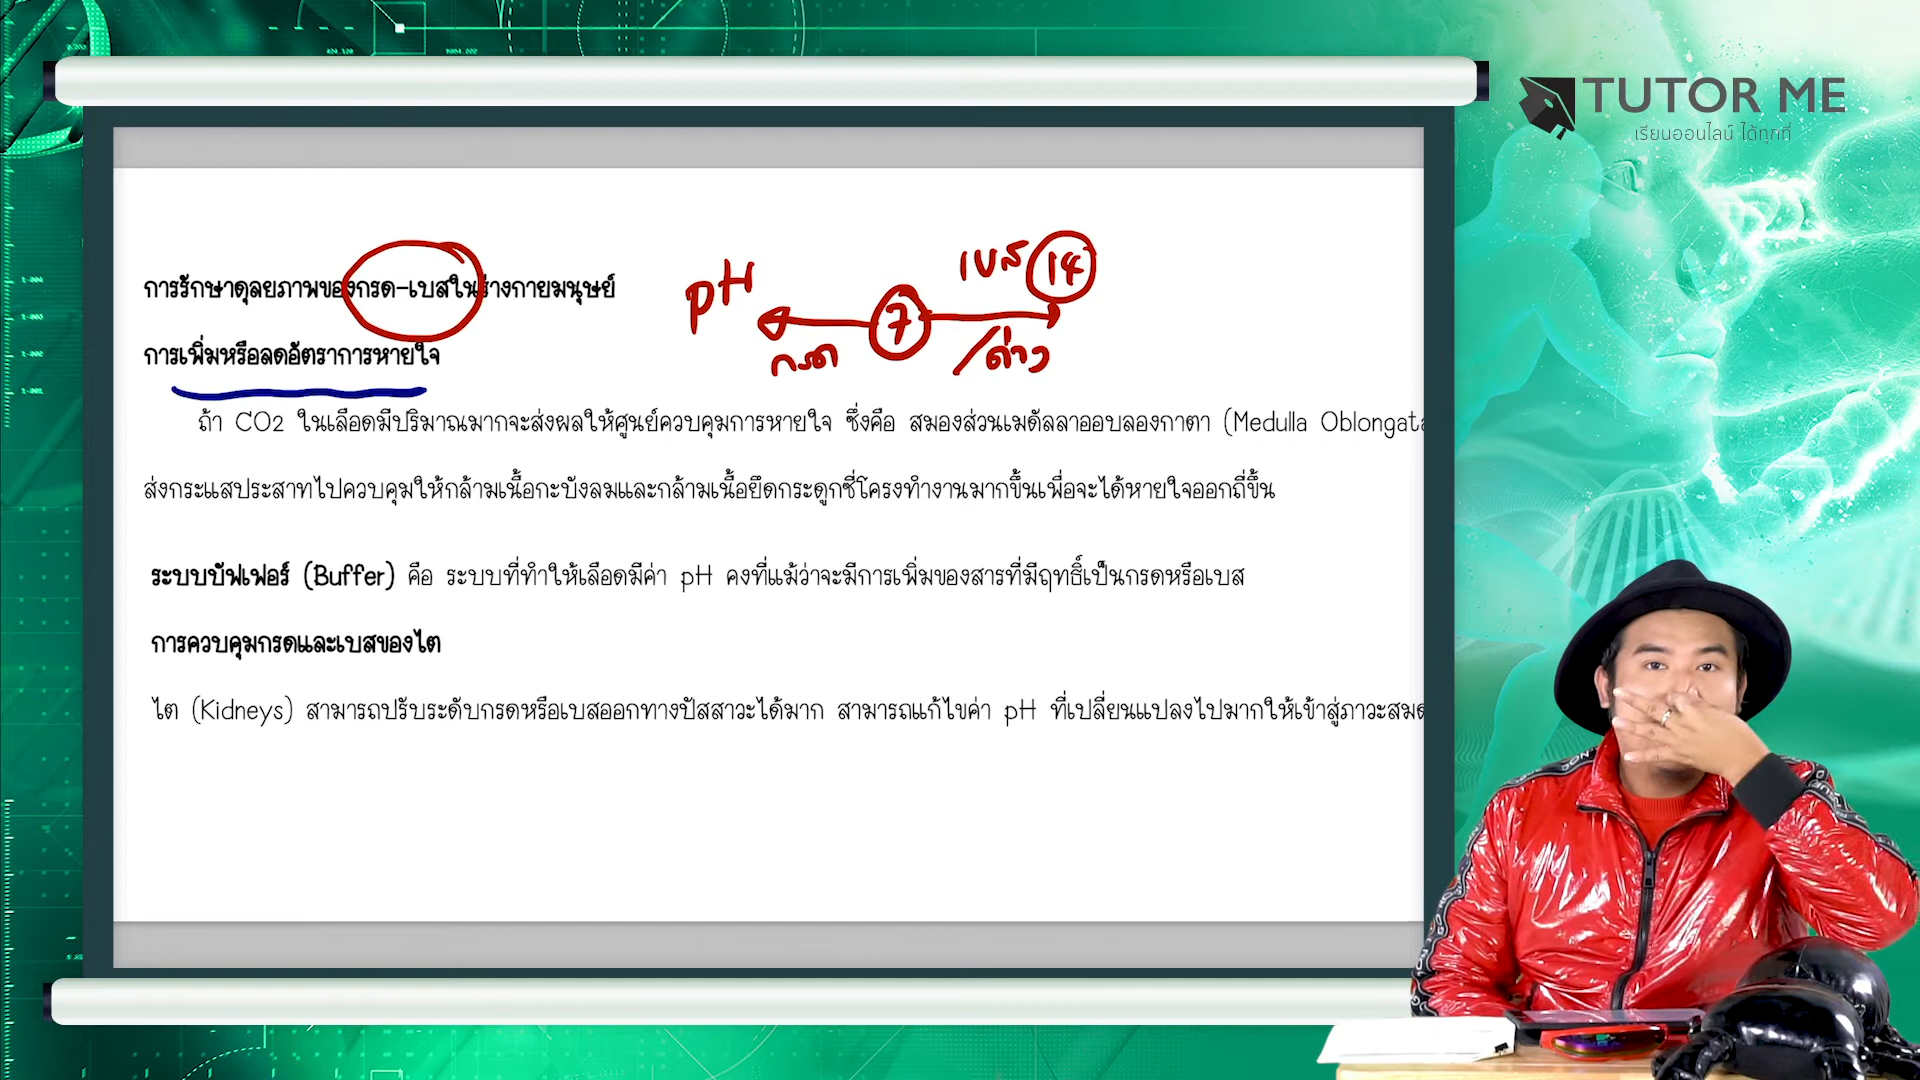 TUTOR ME
เรียนออนไลน์ ได้ทุกที่
การรักษาดุลยภาพของกรด-เบสในร่างกายมนุษย์
pH
7
เบส
14
กรด
/ด่าง
การเพิ่มหรือลดอัตราการหายใจ
ถ้า CO2 ในเลือดมีปริมาณมากจะส่งผลให้ศูนย์ควบคุมการหายใจ ซึ่งคือ สมองส่วนเมดัลลาออบลองกาตา (Medulla Oblongata
ส่งกระแสประสาทไปควบคุมให้กล้ามเนื้อกะบังลมและกล้ามเนื้อยึดกระดูกซี่โครงทำงานมากขึ้นเพื่อจะได้หายใจออกถี่ขึ้น
ระบบบัฟเฟอร์ (Buffer) คือ ระบบที่ทำให้เลือดมีค่า pH คงที่แม้ว่าจะมีการเพิ่มของสารที่มีฤทธิ์เป็นกรดหรือเบส
การควบคุมกรดและเบสของไต
ไต (Kidneys) สามารถปรับระดับกรดหรือเบสออกทางปัสสาวะได้มาก สามารถแก้ไขค่า pH ที่เปลี่ยนแปลงไปมากให้เข้าสู่ภาวะสมด